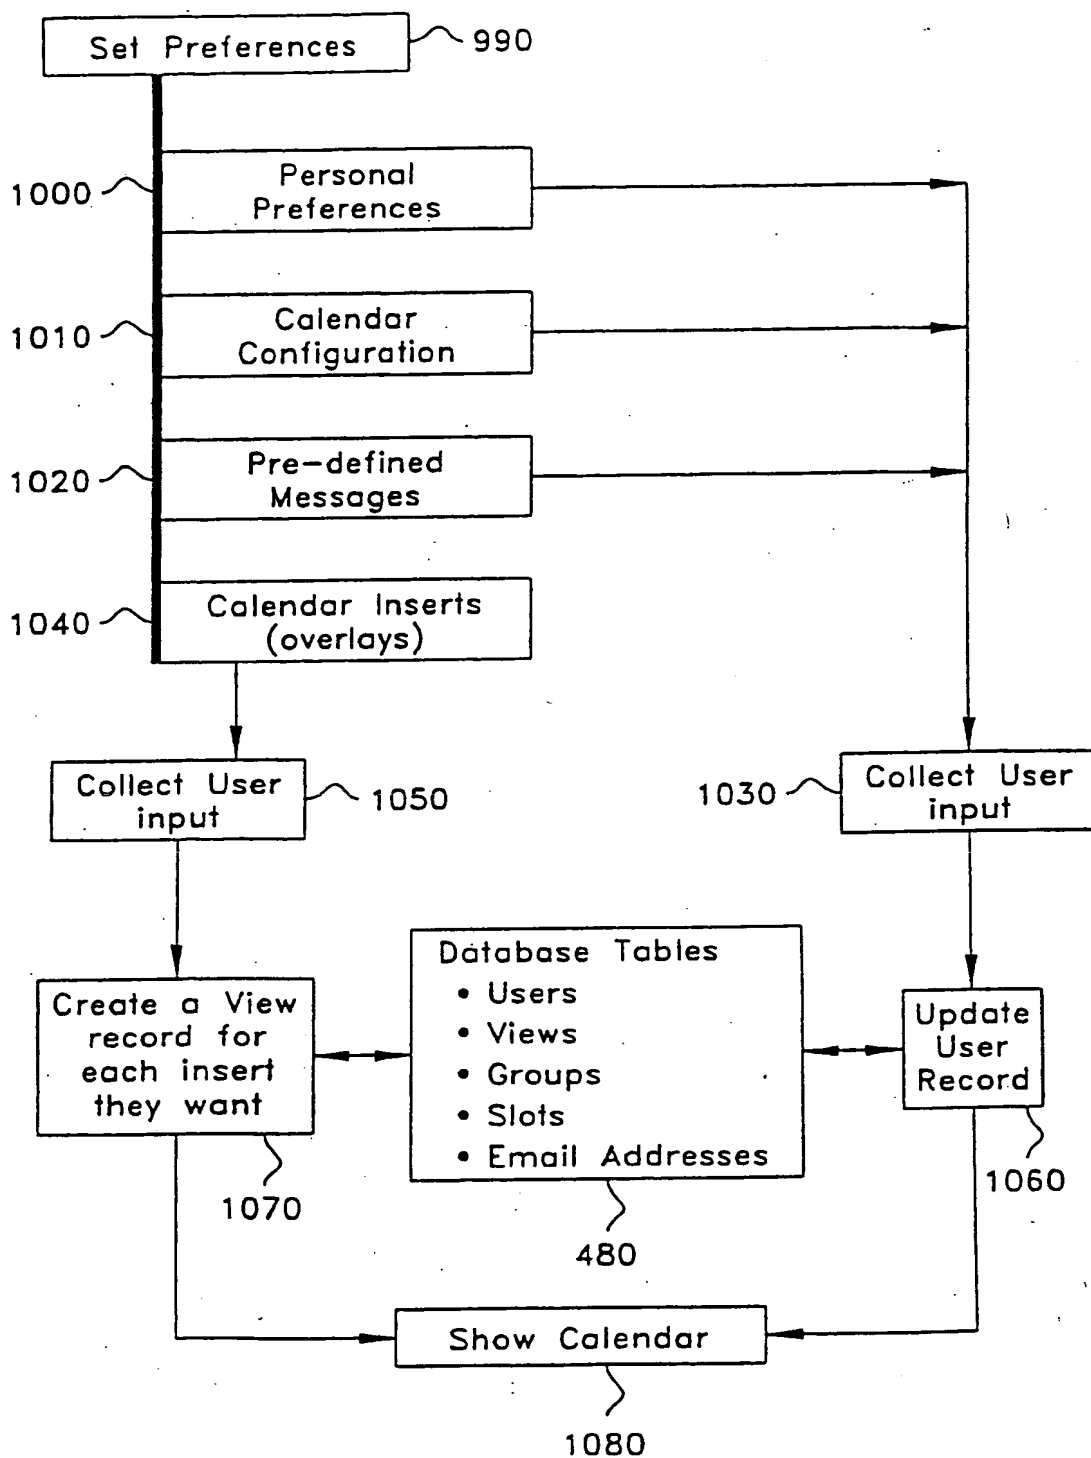 Set Preferences
990
1000
Personal
Preferences
1010
Calendar
Configuration
1020
Pre-defined
Messages
1040
Calendar Inserts
(overlays)
Collect User
input
1050
1030
Collect User
input
Create a View
record for
each insert
they want
1070
Database Tables
• Users
• Views
• Groups
• Slots
• Email Addresses
480
Update
User
Record
1060
Show Calendar
1080